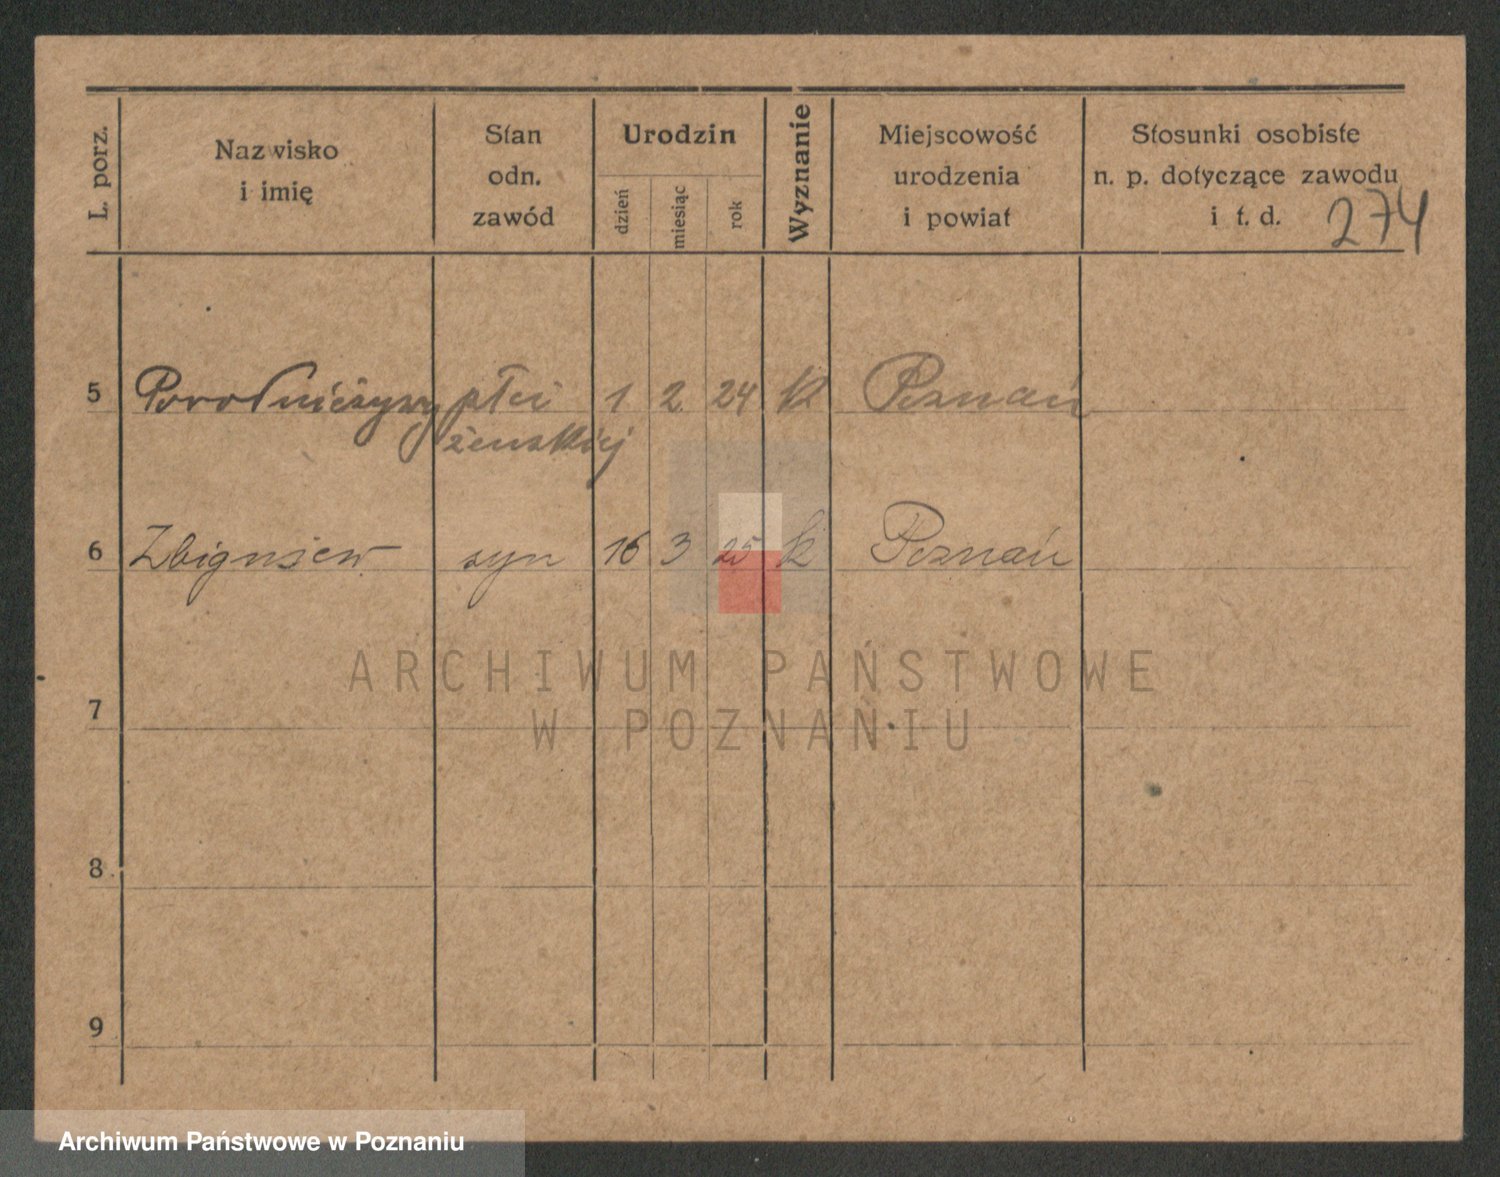 L. porz.
Nazwisko
i imię
Stan
odn.
zawód
Urodzin
dzień
miesiąc
rok
Wyznanie
Miejscowość
urodzenia
i powiat
Stosunki osobiste
n. p. dotyczące zawodu
i t. d.
274
5 Poród nieżywy płci 1 2 24 k Poznań
żeńskiej
6 Zbigniew syn 16 3 25 k Poznań
ARCHIWUM PAŃSTWOWE
W POZNANIU
7
8
9
Archiwum Państwowe w Poznaniu